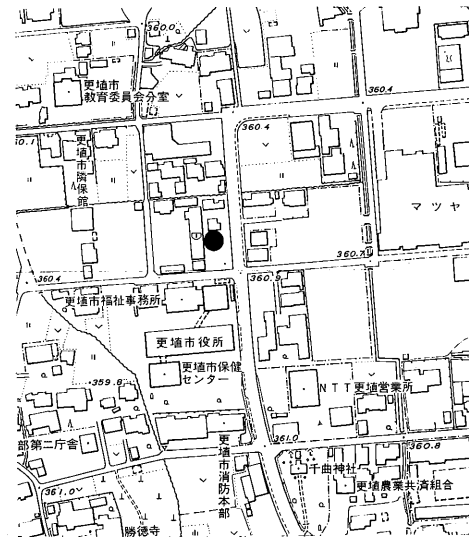 360.0
更埴市
教育委員会分室
360.4
360.4
60.1
更埴市隣保館
マツヤ
360.7
360.4
360.9
更埴市福祉事務所
更埴市役所
更埴市保健
センター
359.8
NTT更埴営業所
部第二庁舎
361.0
360.8
更埴市消防本部
千曲神社
更埴農業共済組合
361.0
勝徳寺